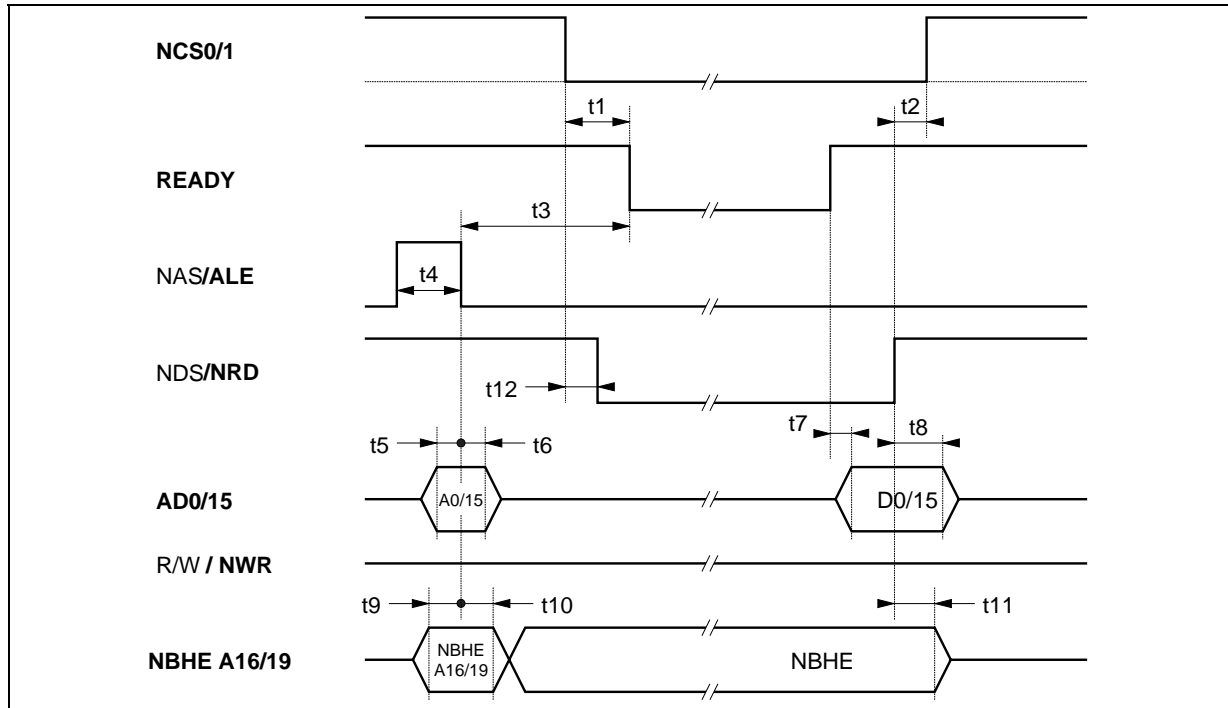 NCS0/1
t1
t2
READY
t3
NAS/ALE
t4
NDS/NRD
t12
t7
t8
t5
t6
AD0/15
A0/15
D0/15
R/W / NWR
t9
t10
t11
NBHE A16/19
NBHE
A16/19
NBHE